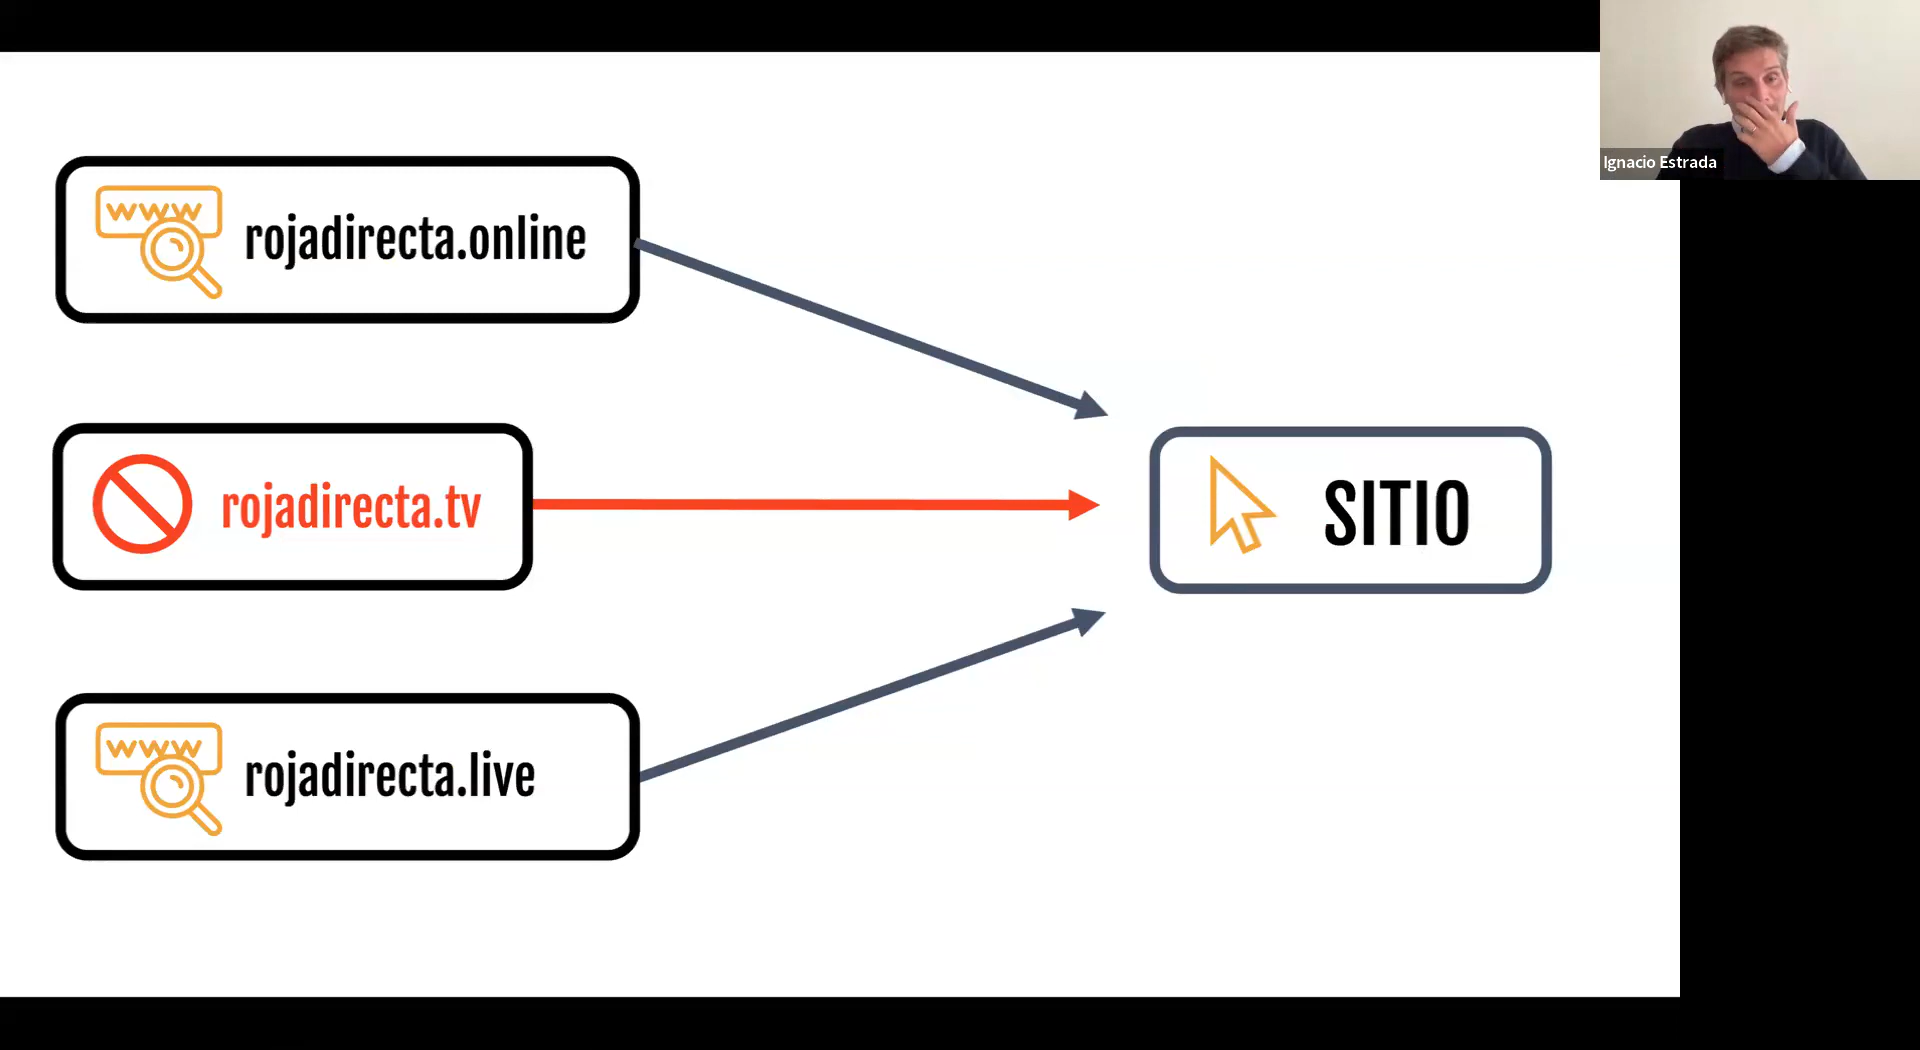 Ignacio Estrada
www
rojadirecta.online
rojadirecta.tv
SITIO
www
rojadirecta.live